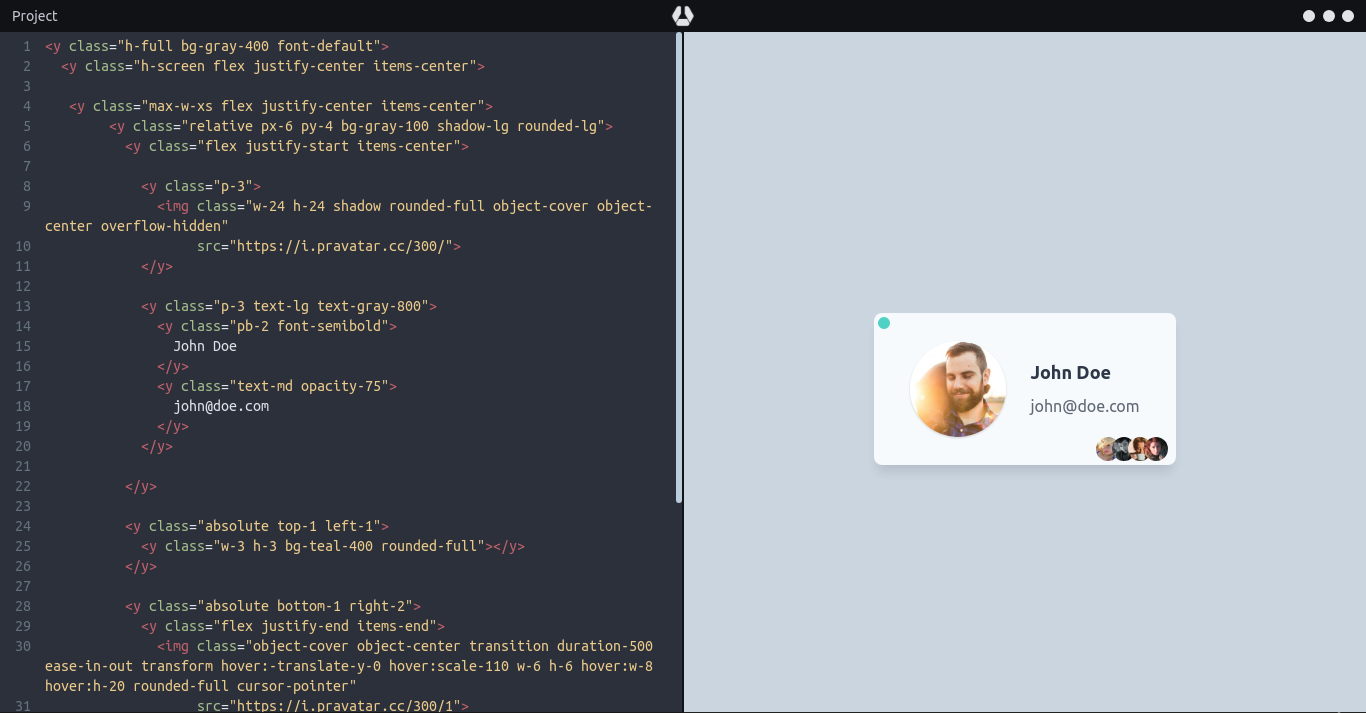 Project
1 <y class="h-full bg-gray-400 font-default">
2 <y class="h-screen flex justify-center items-center">
3
4 <y class="max-w-xs flex justify-center items-center">
5 <y class="relative px-6 py-4 bg-gray-100 shadow-lg rounded-lg">
6 <y class="flex justify-start items-center">
7
8 <y class="p-3">
9 <img class="w-24 h-24 shadow rounded-full object-cover object-
center overflow-hidden"
10 src="https://i.pravatar.cc/300/">
11 </y>
12
13 <y class="p-3 text-lg text-gray-800">
14 <y class="pb-2 font-semibold">
15 John Doe
16 </y>
17 <y class="text-md opacity-75">
18 john@doe.com
19 </y>
20 </y>
21
22 </y>
23
24 <y class="absolute top-1 left-1">
25 <y class="w-3 h-3 bg-teal-400 rounded-full"></y>
26 </y>
27
28 <y class="absolute bottom-1 right-2">
29 <y class="flex justify-end items-end">
30 <img class="object-cover object-center transition duration-500
ease-in-out transform hover:-translate-y-0 hover:scale-110 w-6 h-6 hover:w-8
hover:h-20 rounded-full cursor-pointer"
31 src="https://i.pravatar.cc/300/1">
John Doe
john@doe.com